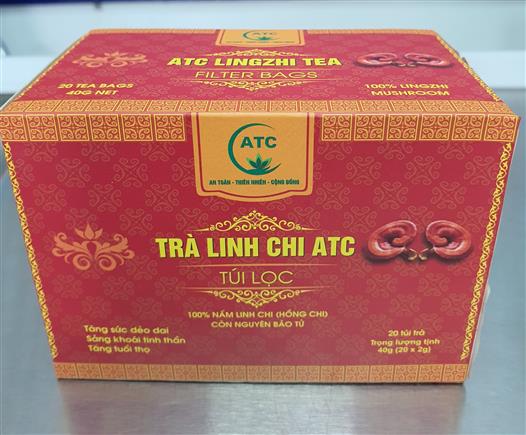 ATC
ATC LINGZHI TEA
FILTER BAGS
20 TEA BAGS
40G NET
100% LINGZHI
MUSHROOM
ATC
AN TOÀN - THIÊN NHIÊN - CỘNG ĐỒNG
TRÀ LINH CHI ATC
TÚI LỌC
100% NẤM LINH CHI (HỒNG CHI)
CÒN NGUYÊN BÀO TỬ
Tăng sức dẻo dai
Sảng khoái tinh thần
Tăng tuổi thọ
20 túi trà
Trọng lượng tịnh
40g (20 x 2g)